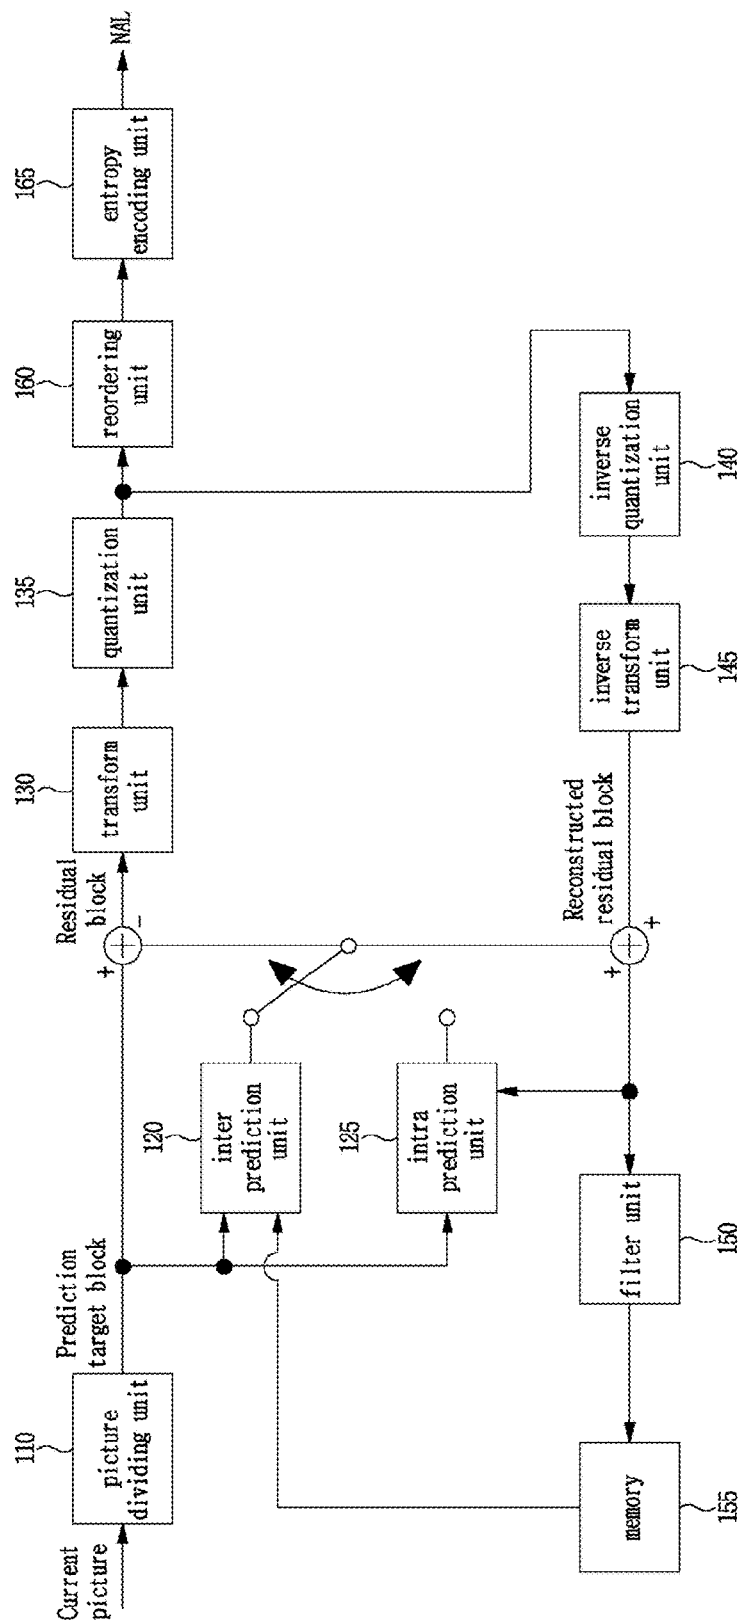 Current
picture
110
picture
dividing unit
Prediction
target block
120
inter
prediction
unit
125
intra
prediction
unit
+
-
Residual
block
130
transform
unit
135
quantization
unit
160
reordering
unit
165
entropy
encoding unit
NAL
inverse
quantization
unit
140
inverse
transform
unit
145
Reconstructed
residual block
+
+
filter unit
150
memory
155